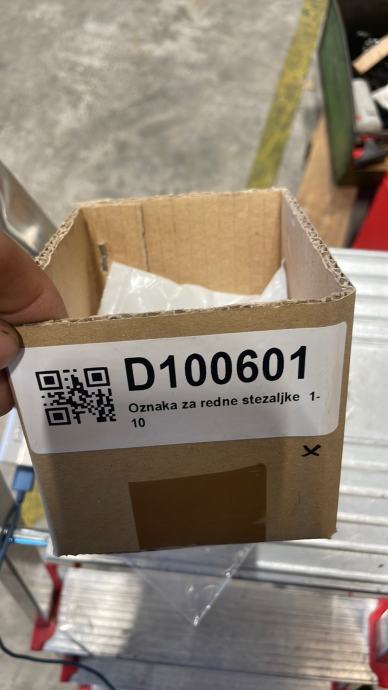 D100601
Oznaka za redne stezaljke 1-
10
x